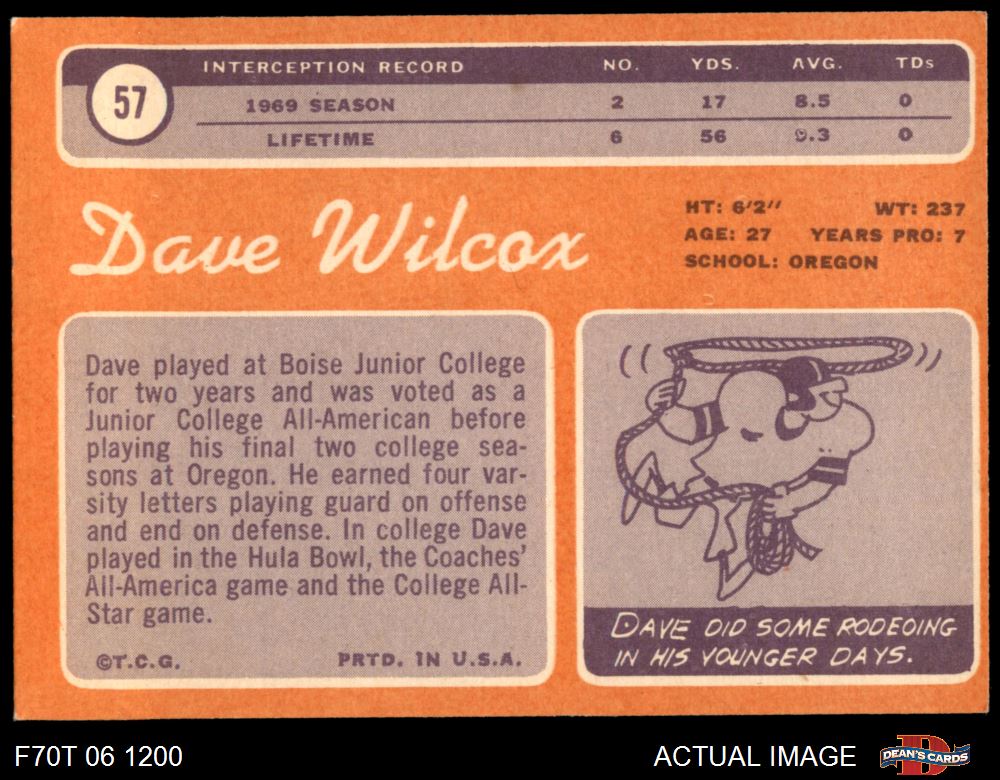 57
INTERCEPTION RECORD NO. YDS. AVG. TDs
1969 SEASON 2 17 8.5 0
LIFETIME 6 56 9.3 0
Dave Wilcox
HT: 6'2'' WT: 237
AGE: 27 YEARS PRO: 7
SCHOOL: OREGON
Dave played at Boise Junior College
for two years and was voted as a
Junior College All-American before
playing his final two college sea-
sons at Oregon. He earned four var-
sity letters playing guard on offense
and end on defense. In college Dave
played in the Hula Bowl, the Coaches'
All-America game and the College All-
Star game.
©T.C.G. PRTD. IN U.S.A.
DAVE DID SOME RODEOING
IN HIS YOUNGER DAYS.
F70T 06 1200
ACTUAL IMAGE
DEAN'S CARDS